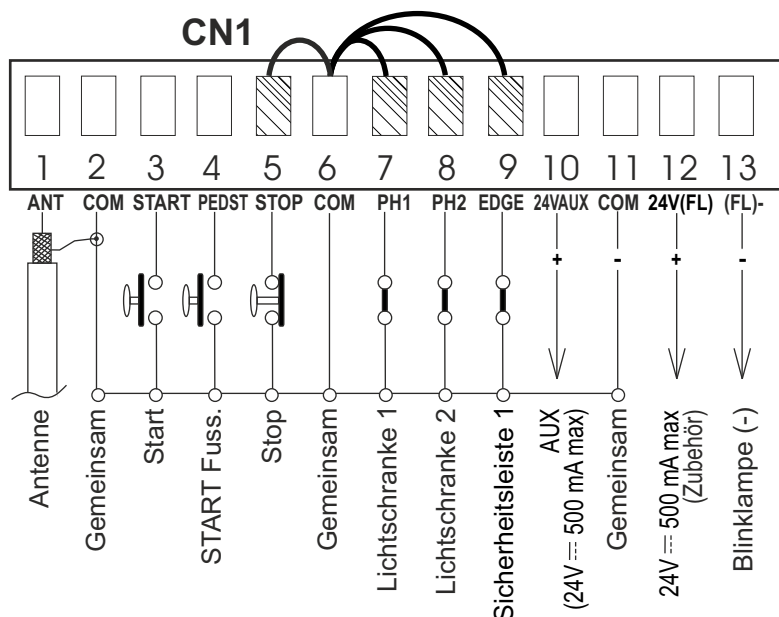 CN1
1 2 3 4 5 6 7 8 9 10 11 12 13
ANT COM START PEDST STOP COM PH1 PH2 EDGE 24VAUX COM 24V(FL) (FL)-
+ - + -
Antenne
Gemeinsam
Start
START Fuss.
Stop
Gemeinsam
Lichtschranke 1
Lichtschranke 2
Sicherheitsleiste 1
AUX
(24V ⎓ 500 mA max)
Gemeinsam
24V ⎓ 500 mA max
(Zubehör)
Blinklampe (-)